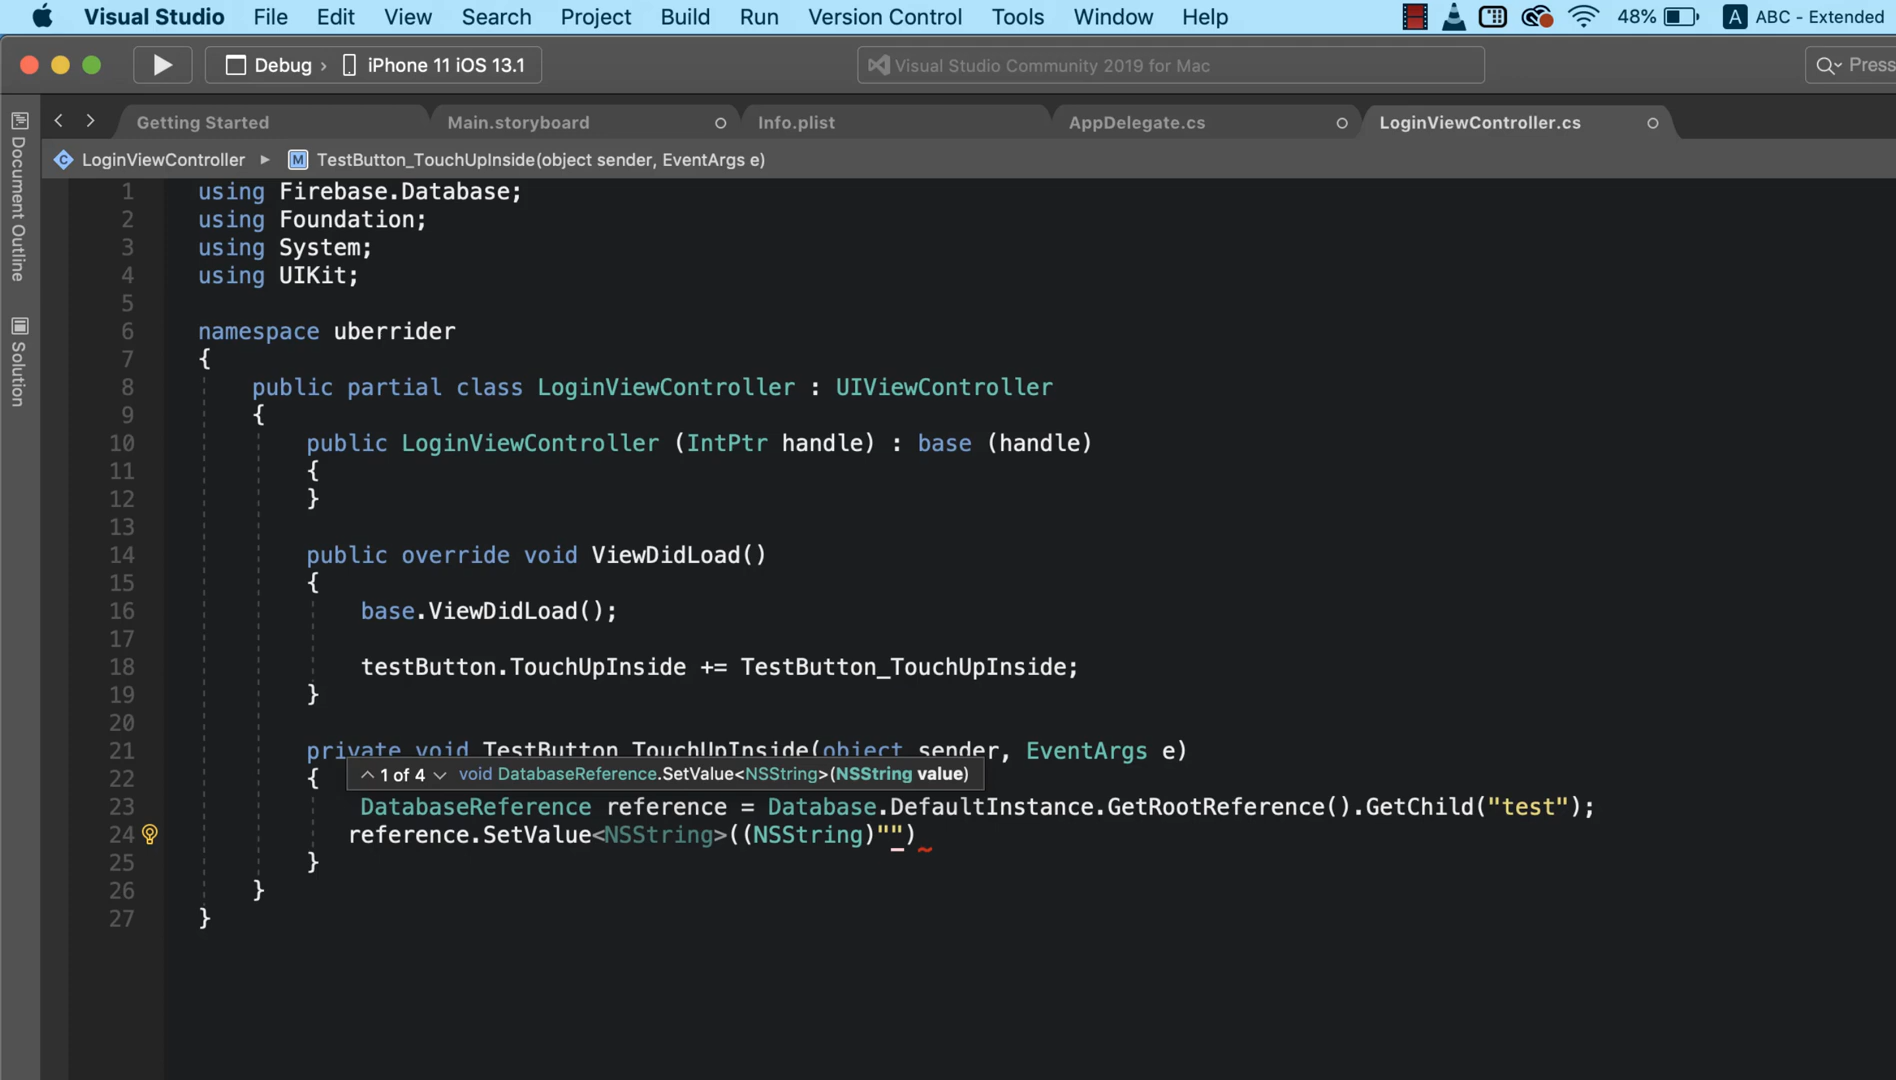 Visual Studio File Edit View Search Project Build Run Version Control Tools Window Help 48% A ABC - Extended
Debug › iPhone 11 iOS 13.1 Visual Studio Community 2019 for Mac Press
Getting Started Main.storyboard Info.plist AppDelegate.cs LoginViewController.cs
C LoginViewController ▸ M TestButton_TouchUpInside(object sender, EventArgs e)
Document Outline
Solution
1 using Firebase.Database;
2 using Foundation;
3 using System;
4 using UIKit;
5
6 namespace uberrider
7 {
8 public partial class LoginViewController : UIViewController
9 {
10 public LoginViewController (IntPtr handle) : base (handle)
11 {
12 }
13
14 public override void ViewDidLoad()
15 {
16 base.ViewDidLoad();
17
18 testButton.TouchUpInside += TestButton_TouchUpInside;
19 }
20
21 private void TestButton_TouchUpInside(object sender, EventArgs e)
1 of 4 void DatabaseReference.SetValue<NSString>(NSString value)
22 {
23 DatabaseReference reference = Database.DefaultInstance.GetRootReference().GetChild("test");
24 reference.SetValue<NSString>((NSString)"")
25 }
26 }
27 }